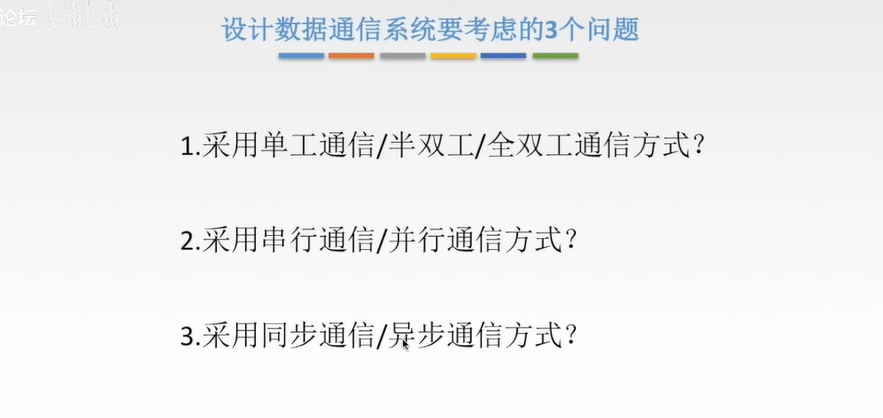 论坛
设计数据通信系统要考虑的3个问题
1.采用单工通信/半双工/全双工通信方式？
2.采用串行通信/并行通信方式？
3.采用同步通信/异步通信方式？